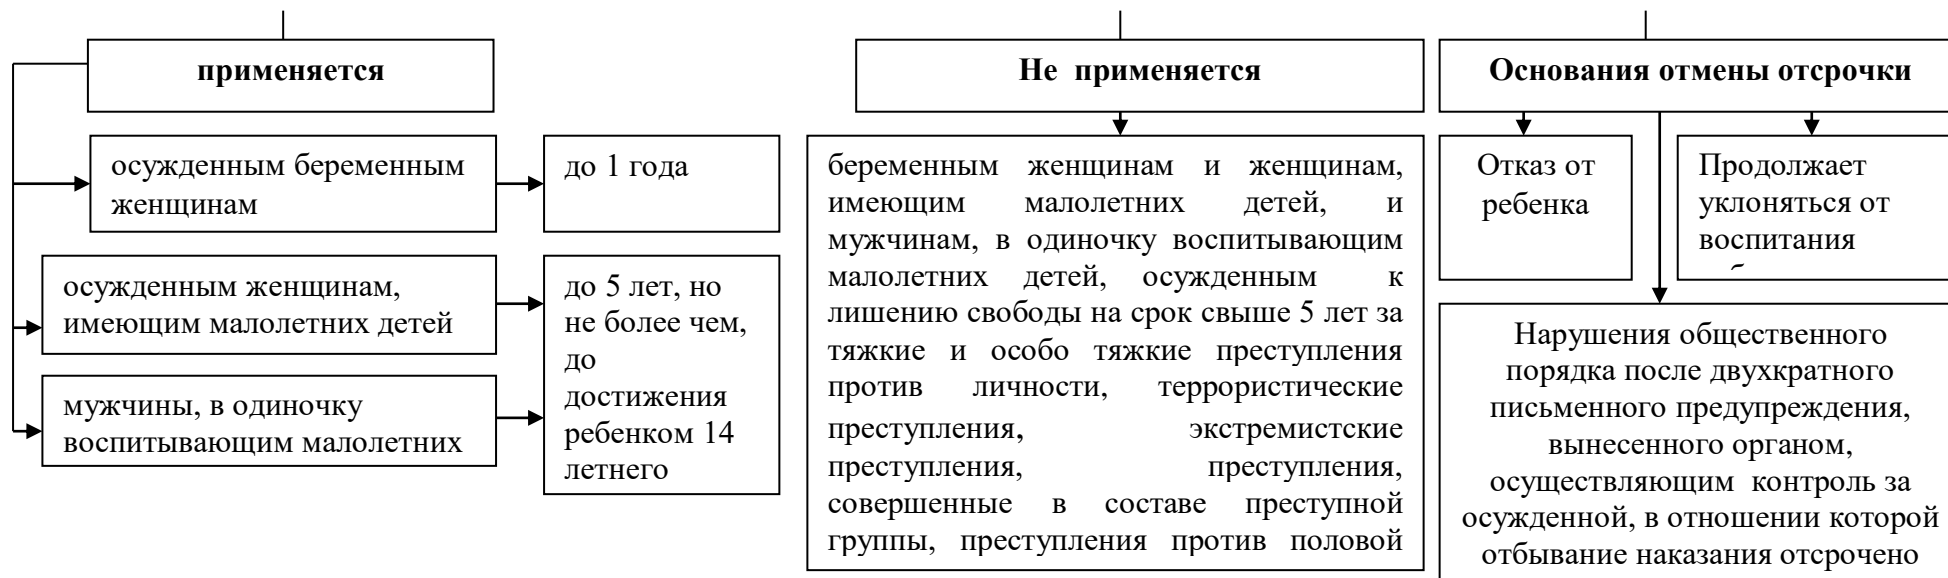 применяется
осужденным беременным
женщинам
до 1 года
осужденным женщинам,
имеющим малолетних детей
мужчины, в одиночку
воспитывающим малолетних
до 5 лет, но
не более чем,
до
достижения
ребенком 14
летнего
Не применяется
беременным женщинам и женщинам,
имеющим малолетних детей, и
мужчинам, в одиночку воспитывающим
малолетних детей, осужденным к
лишению свободы на срок свыше 5 лет за
тяжкие и особо тяжкие преступления
против личности, террористические
преступления, экстремистские
преступления, преступления,
совершенные в составе преступной
группы, преступления против половой
Основания отмены отсрочки
Отказ от
ребенка
Продолжает
уклоняться от
воспитания
Нарушения общественного
порядка после двухкратного
письменного предупреждения,
вынесенного органом,
осуществляющим контроль за
осужденной, в отношении которой
отбывание наказания отсрочено